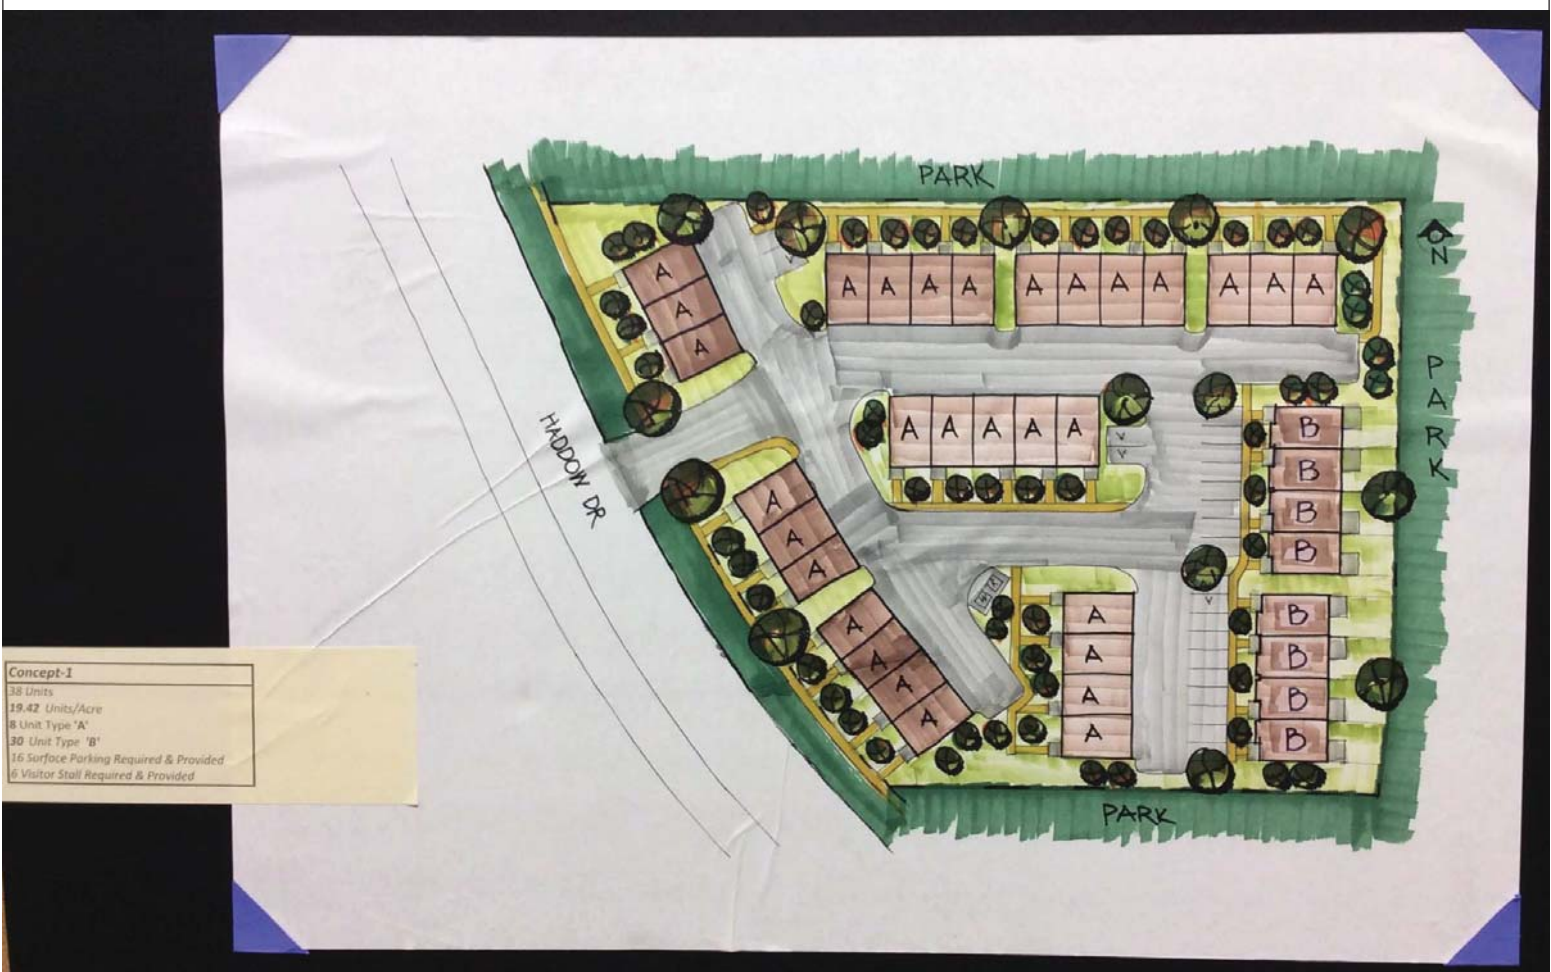 PARK
N
PARK
A
A
A
A A A A
A A A A
A A A
A A A A A
B
B
B
B
HADDOW DR
A
A
A
A
A
A
A
A
A
A
A
B
B
B
B
V
V
V
PARK
Concept-1
38 Units
19.42 Units/Acre
8 Unit Type 'A'
30 Unit Type 'B'
16 Surface Parking Required & Provided
6 Visitor Stall Required & Provided